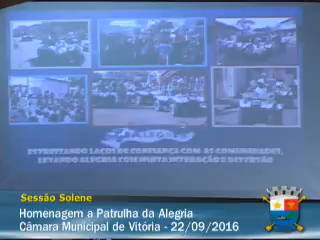 ESTREITANDO LAÇOS DE CONFIANÇA COM AS COMUNIDADES,
LEVANDO ALEGRIA COM MUITA INTERAÇÃO E DIVERSÃO
Sessão Solene
Homenagem a Patrulha da Alegria
Câmara Municipal de Vitória - 22/09/2016